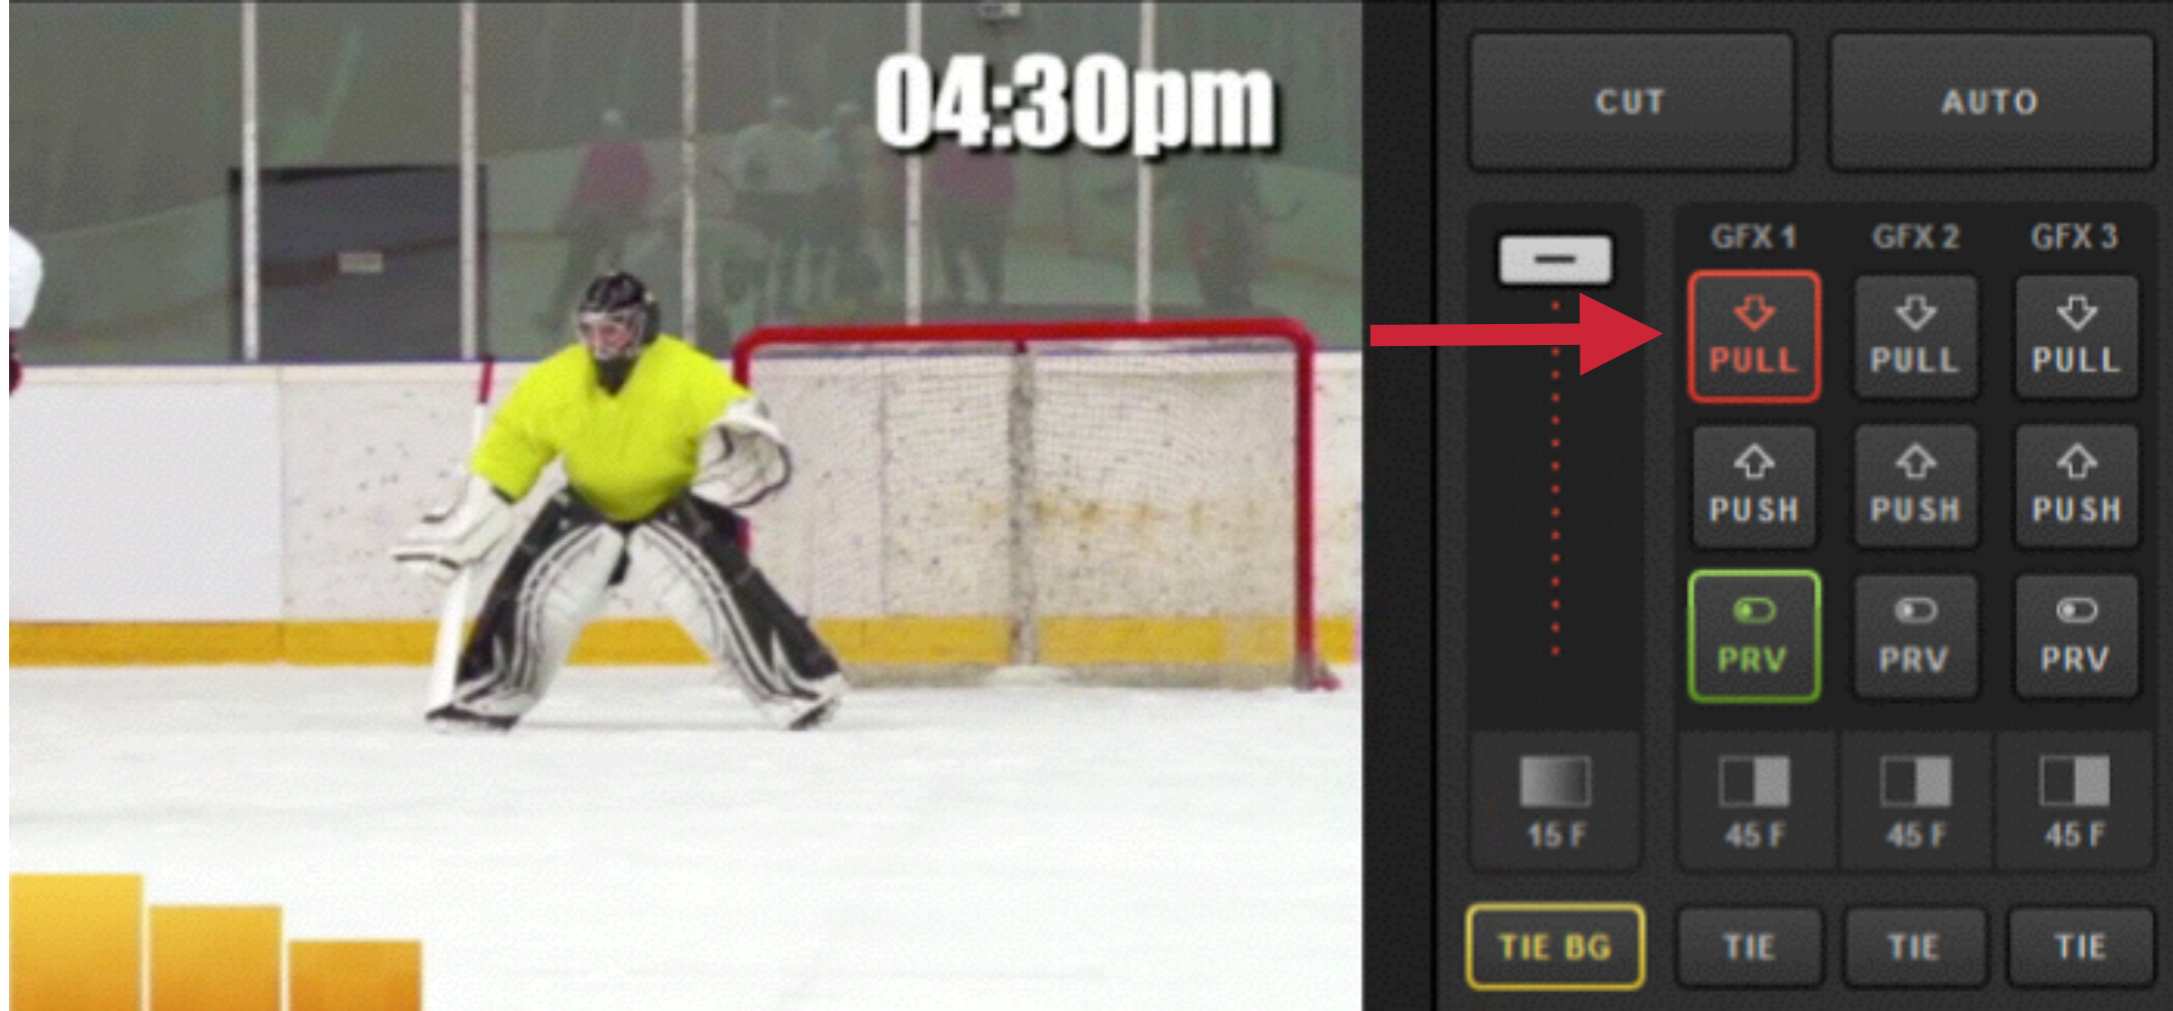 04:30pm
CUT AUTO
GFX 1 GFX 2 GFX 3
PULL PULL PULL
PUSH PUSH PUSH
PRV PRV PRV
15 F 45 F 45 F 45 F
TIE BG TIE TIE TIE